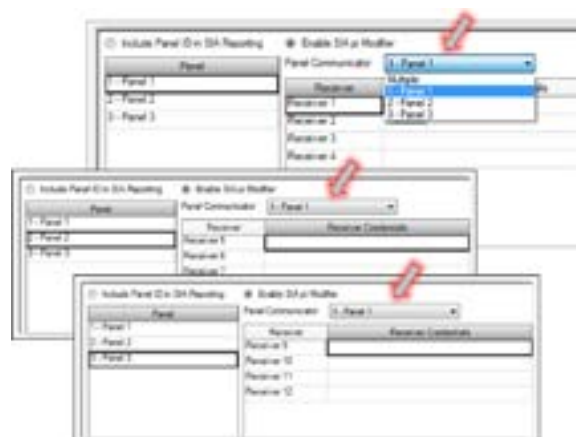 Include Panel ID in SIA Reporting
Enable SIA pi Modifier
Panel
Panel Communicator
1 - Panel 1
1 - Panel 1
2 - Panel 2
3 - Panel 3
Receiver
Multiple
1 - Panel 1
2 - Panel 2
3 - Panel 3
Receiver 1
Receiver 2
Receiver 3
Receiver 4
Include Panel ID in SIA Reporting
Enable SIA pi Modifier
Panel
Panel Communicator
1 - Panel 1
1 - Panel 1
2 - Panel 2
3 - Panel 3
Receiver
Receiver Credentials
Receiver 5
Receiver 6
Receiver 7
Include Panel ID in SIA Reporting
Enable SIA pi Modifier
Panel
Panel Communicator
1 - Panel 1
1 - Panel 1
2 - Panel 2
3 - Panel 3
Receiver
Receiver Credentials
Receiver 9
Receiver 10
Receiver 11
Receiver 12